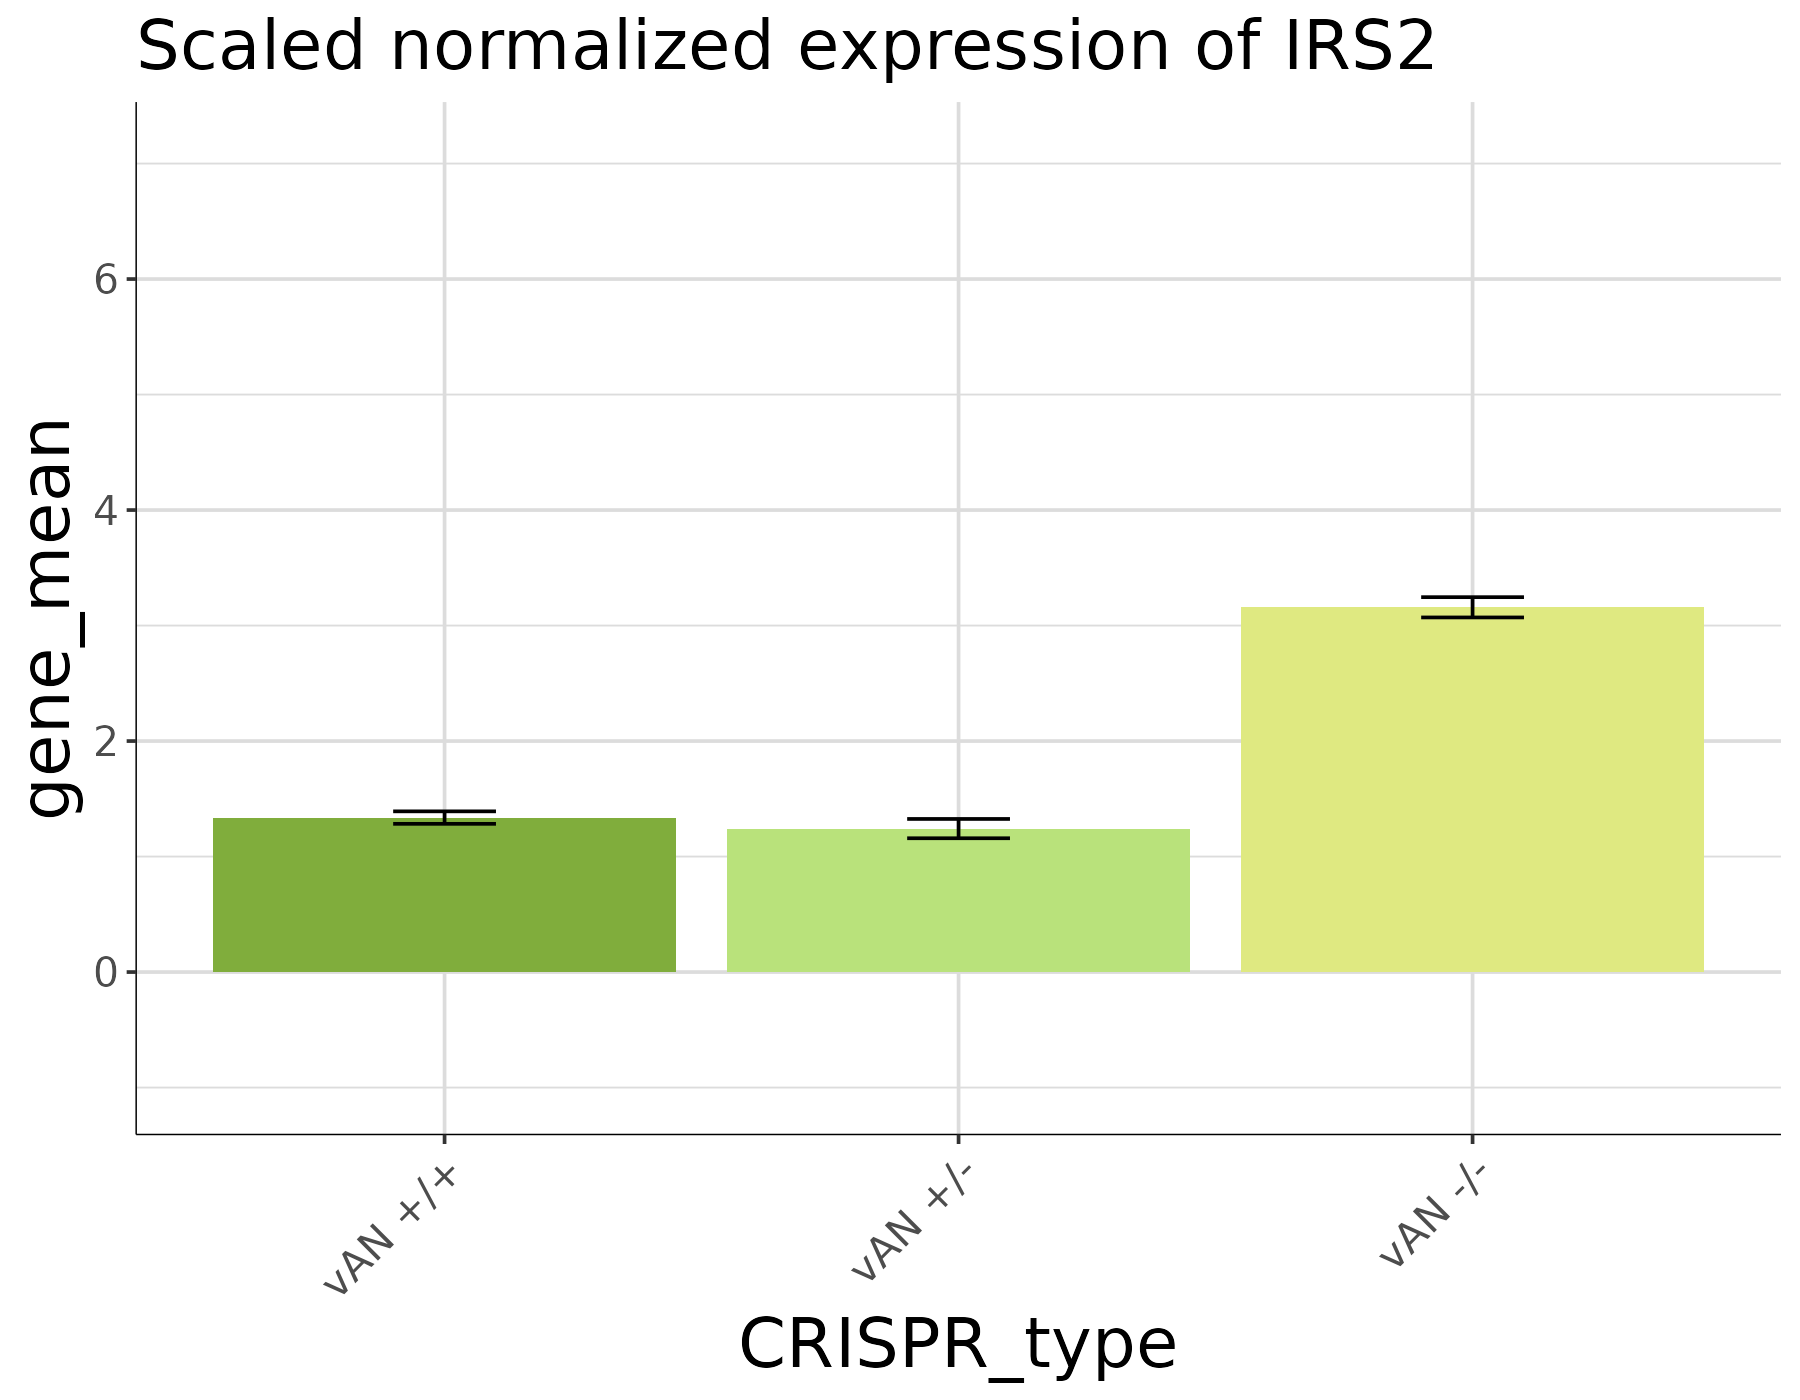 Scaled normalized expression of IRS2
gene_mean
6
4
2
0
vAN +/+
vAN +/-
vAN -/-
CRISPR_type